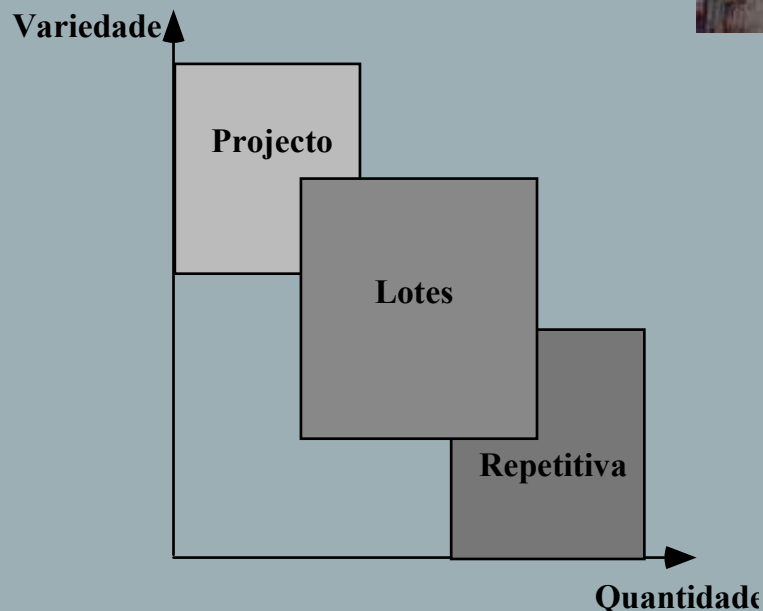 Variedade
Projecto
Lotes
Repetitiva
Quantidade